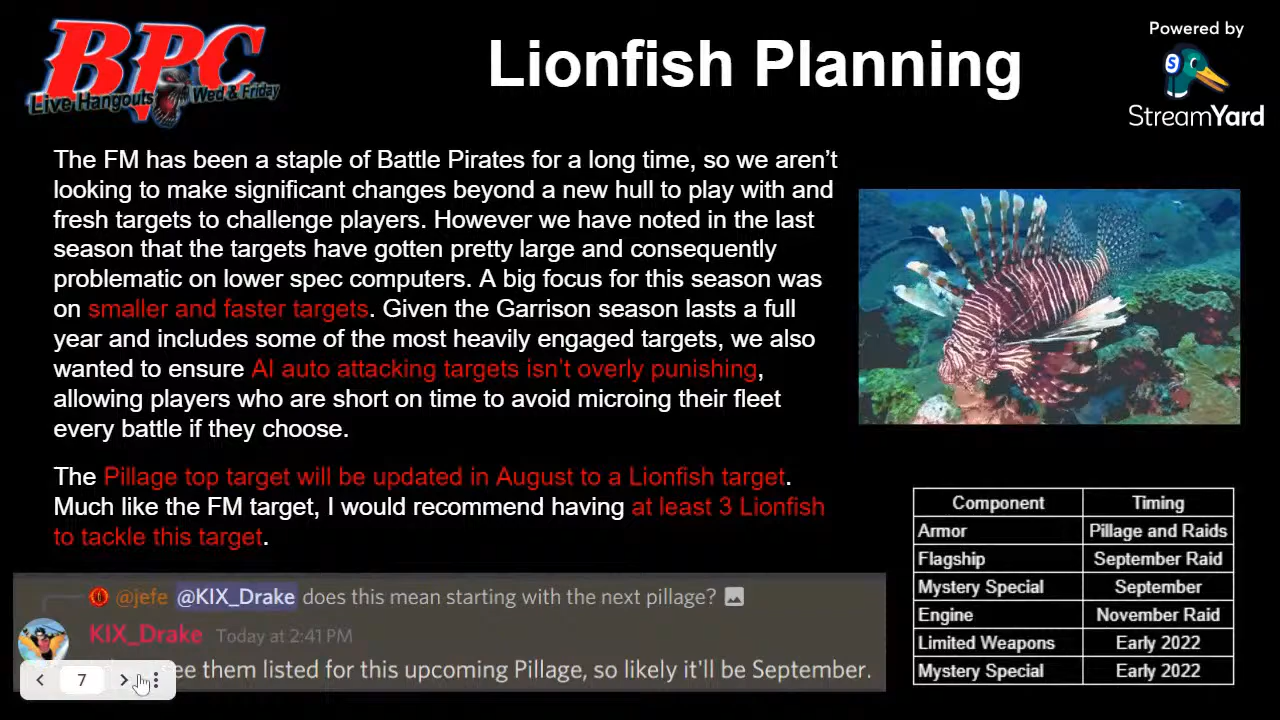 BPC
Live Hangouts Wed & Friday
Lionfish Planning
Powered by
S
StreamYard
The FM has been a staple of Battle Pirates for a long time, so we aren't
looking to make significant changes beyond a new hull to play with and
fresh targets to challenge players. However we have noted in the last
season that the targets have gotten pretty large and consequently
problematic on lower spec computers. A big focus for this season was
on smaller and faster targets. Given the Garrison season lasts a full
year and includes some of the most heavily engaged targets, we also
wanted to ensure AI auto attacking targets isn't overly punishing,
allowing players who are short on time to avoid microing their fleet
every battle if they choose.
The Pillage top target will be updated in August to a Lionfish target.
Much like the FM target, I would recommend having at least 3 Lionfish
to tackle this target.
Component Timing
Armor Pillage and Raids
Flagship September Raid
Mystery Special September
Engine November Raid
Limited Weapons Early 2022
Mystery Special Early 2022
@jefe @KIX_Drake does this mean starting with the next pillage?
KIX_Drake Today at 2:41 PM
see them listed for this upcoming Pillage, so likely it'll be September.
7